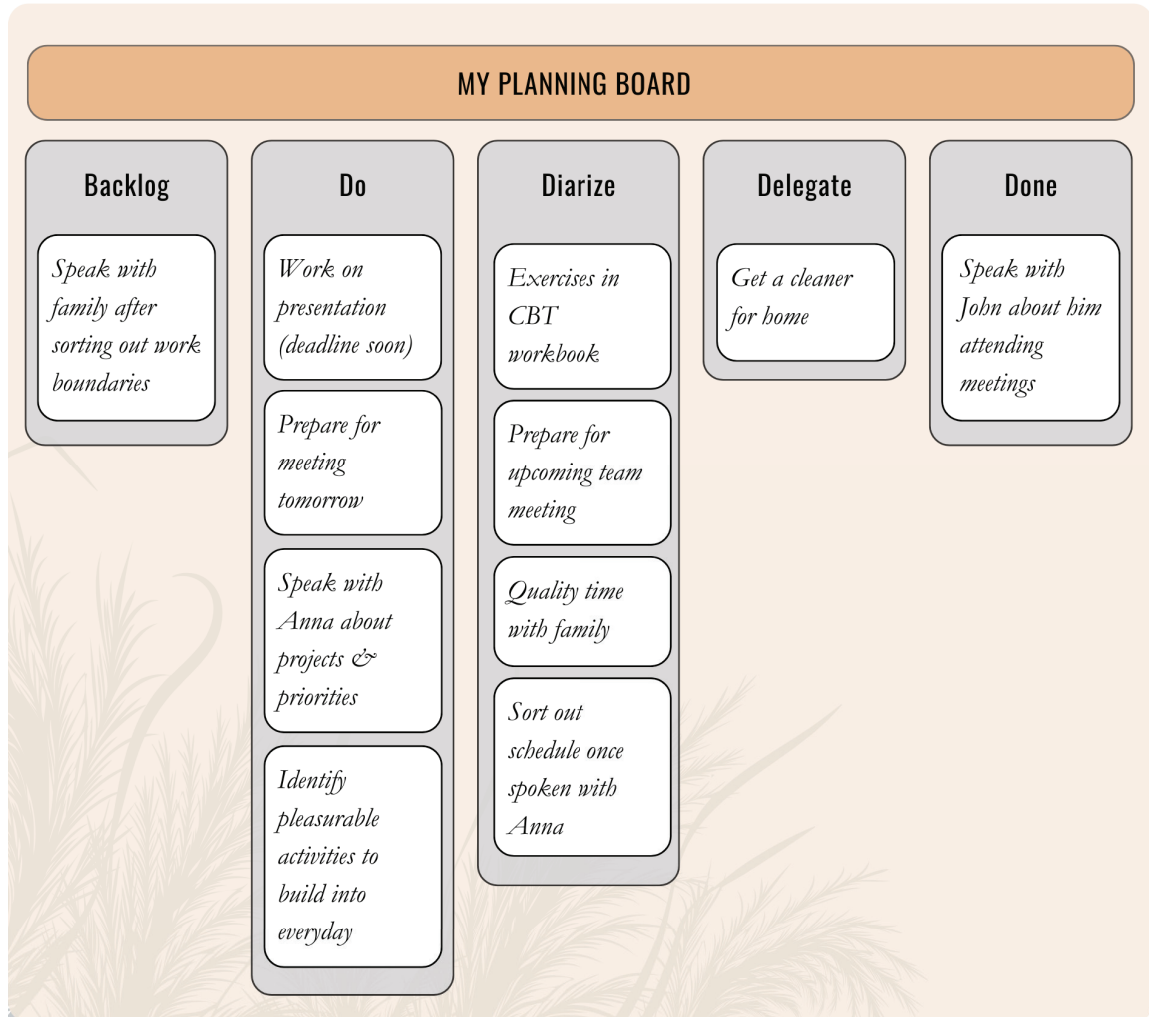 MY PLANNING BOARD
Backlog
Speak with
family after
sorting out work
boundaries
Do
Work on
presentation
(deadline soon)
Prepare for
meeting
tomorrow
Speak with
Anna about
projects &
priorities
Identify
pleasurable
activities to
build into
everyday
Diarize
Exercises in
CBT
workbook
Prepare for
upcoming team
meeting
Quality time
with family
Sort out
schedule once
spoken with
Anna
Delegate
Get a cleaner
for home
Done
Speak with
John about him
attending
meetings